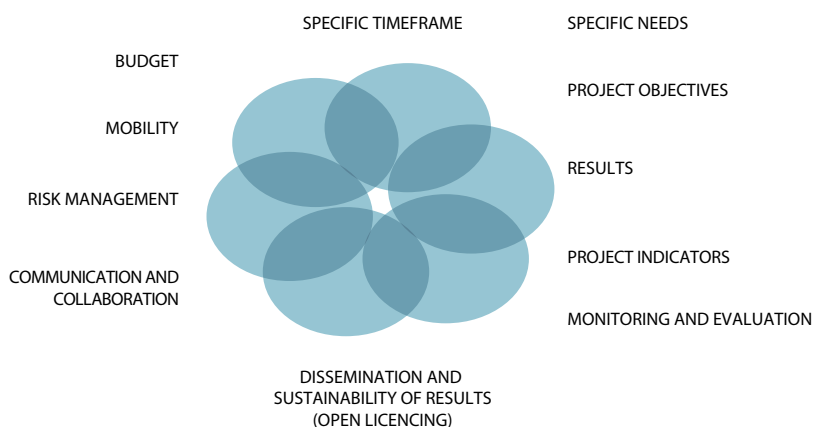 SPECIFIC TIMEFRAME
SPECIFIC NEEDS
BUDGET
PROJECT OBJECTIVES
MOBILITY
RESULTS
RISK MANAGEMENT
PROJECT INDICATORS
COMMUNICATION AND
COLLABORATION
MONITORING AND EVALUATION
DISSEMINATION AND
SUSTAINABILITY OF RESULTS
(OPEN LICENCING)